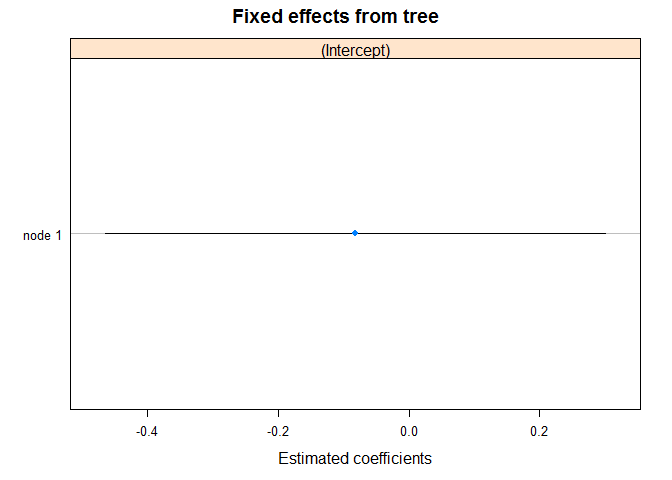 Fixed effects from tree
(Intercept)
node 1
-0.4 -0.2 0.0 0.2
Estimated coefficients